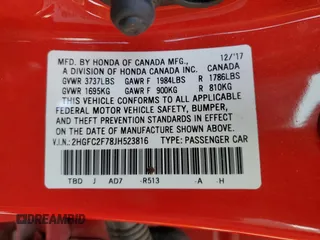 MFD. BY HONDA OF CANADA MFG., 12/'17
A DIVISION OF HONDA CANADA INC. CANADA
GVWR 3737LBS GAWR F 1984LBS R 1786LBS
GVWR 1695KG GAWR F 900KG R 810KG
THIS VEHICLE CONFORMS TO ALL APPLICABLE
FEDERAL MOTOR VEHICLE SAFETY, BUMPER,
AND THEFT PREVENTION STANDARDS IN EFFECT
ON THE DATE OF MANUFACTURE SHOWN ABOVE.
V.I.N.: 2HGFC2F78JH523816 TYPE: PASSENGER CAR
TBD J AD7 -R513 -A -H
DREAMBID